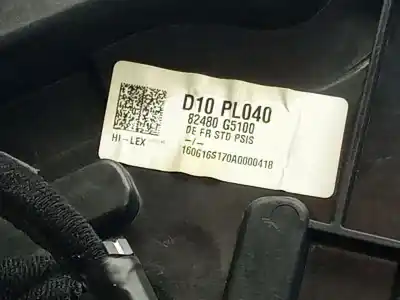 D10 PL040
82480 G5100
DE FR STD PSIS
-/-
HI-LEX
160616S170A0000418